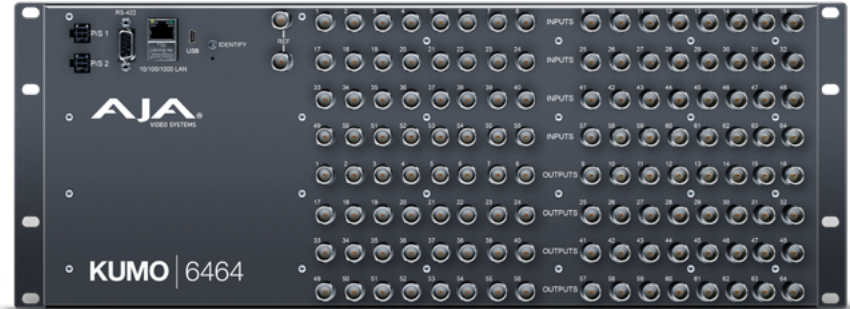 RS-422
P/S 1
P/S 2
10/100/1000 LAN
USB
IDENTIFY
REF
AJA®
VIDEO SYSTEMS
KUMO | 6464
1 2 3 4 5 6 7 8 INPUTS 9 10 11 12 13 14 15 16
17 18 19 20 21 22 23 24 INPUTS 25 26 27 28 29 30 31 32
33 34 35 36 37 38 39 40 INPUTS 41 42 43 44 45 46 47 48
49 50 51 52 53 54 55 56 INPUTS 57 58 59 60 61 62 63 64
1 2 3 4 5 6 7 8 OUTPUTS 9 10 11 12 13 14 15 16
17 18 19 20 21 22 23 24 OUTPUTS 25 26 27 28 29 30 31 32
33 34 35 36 37 38 39 40 OUTPUTS 41 42 43 44 45 46 47 48
49 50 51 52 53 54 55 56 OUTPUTS 57 58 59 60 61 62 63 64